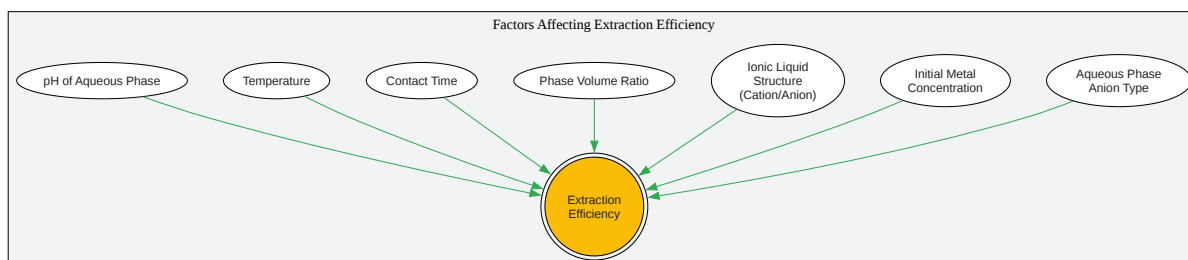 Factors Affecting Extraction Efficiency
pH of Aqueous Phase
Temperature
Contact Time
Phase Volume Ratio
Ionic Liquid
Structure
(Cation/Anion)
Initial Metal
Concentration
Aqueous Phase
Anion Type
Extraction
Efficiency